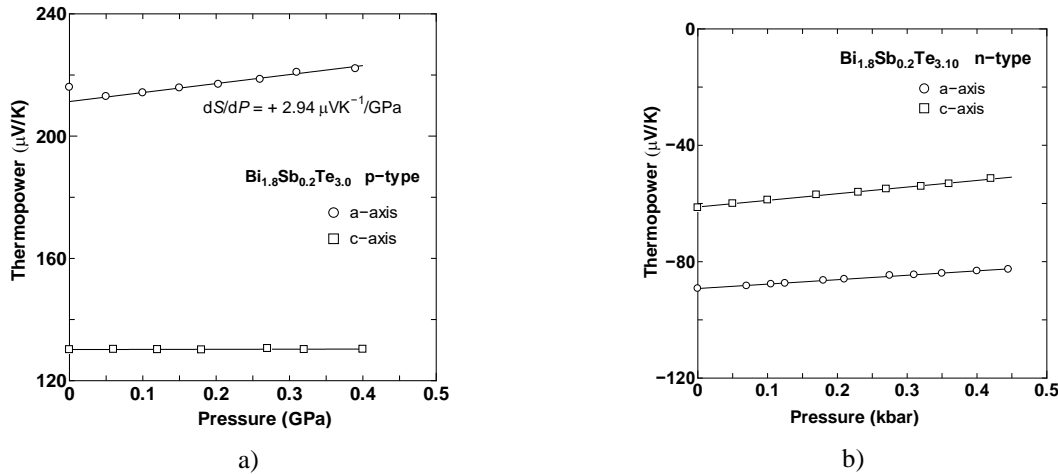 240
200
160
120
Thermopower (μV/K)
dS/dP = + 2.94 μVK⁻¹/GPa
Bi1.8Sb0.2Te3.0 p−type
a−axis
c−axis
0 0.1 0.2 0.3 0.4 0.5
Pressure (GPa)
a)
0
−40
−80
−120
Thermopower (μV/K)
Bi1.8Sb0.2Te3.10 n−type
a−axis
c−axis
0 0.1 0.2 0.3 0.4 0.5
Pressure (kbar)
b)